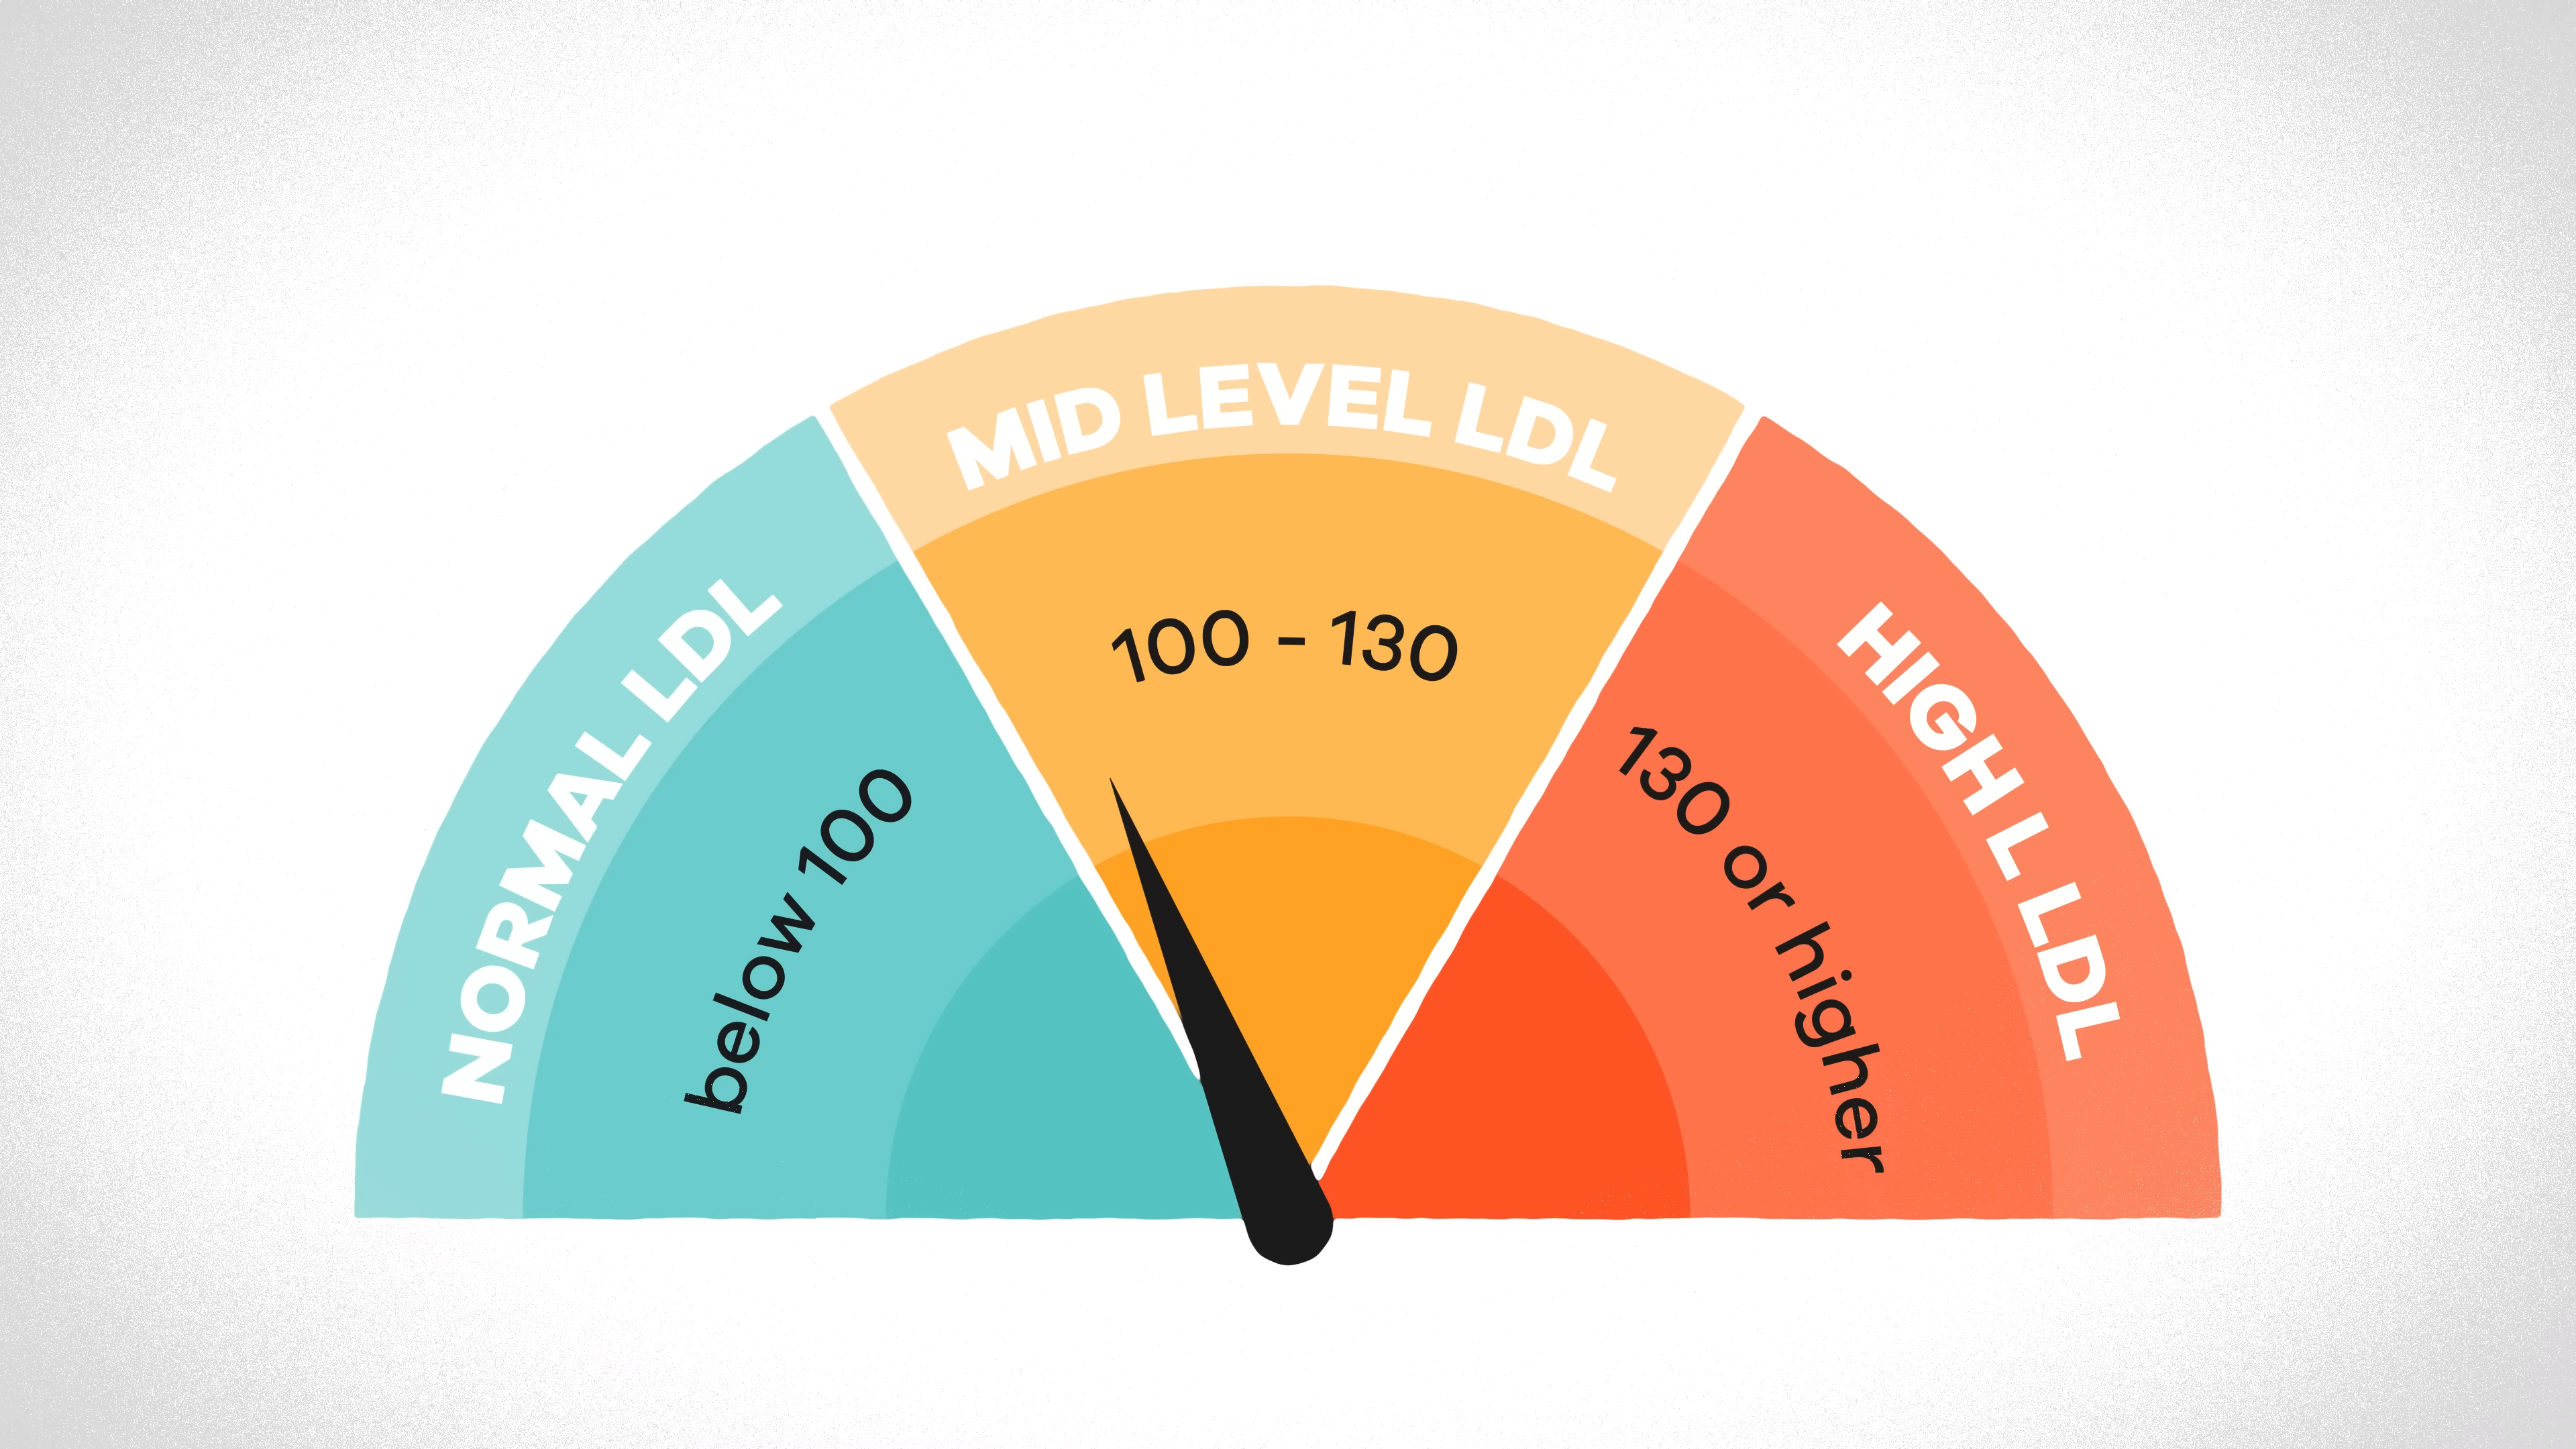 NORMAL LDL
below 100
MID LEVEL LDL
100 - 130
HIGH L LDL
130 or higher